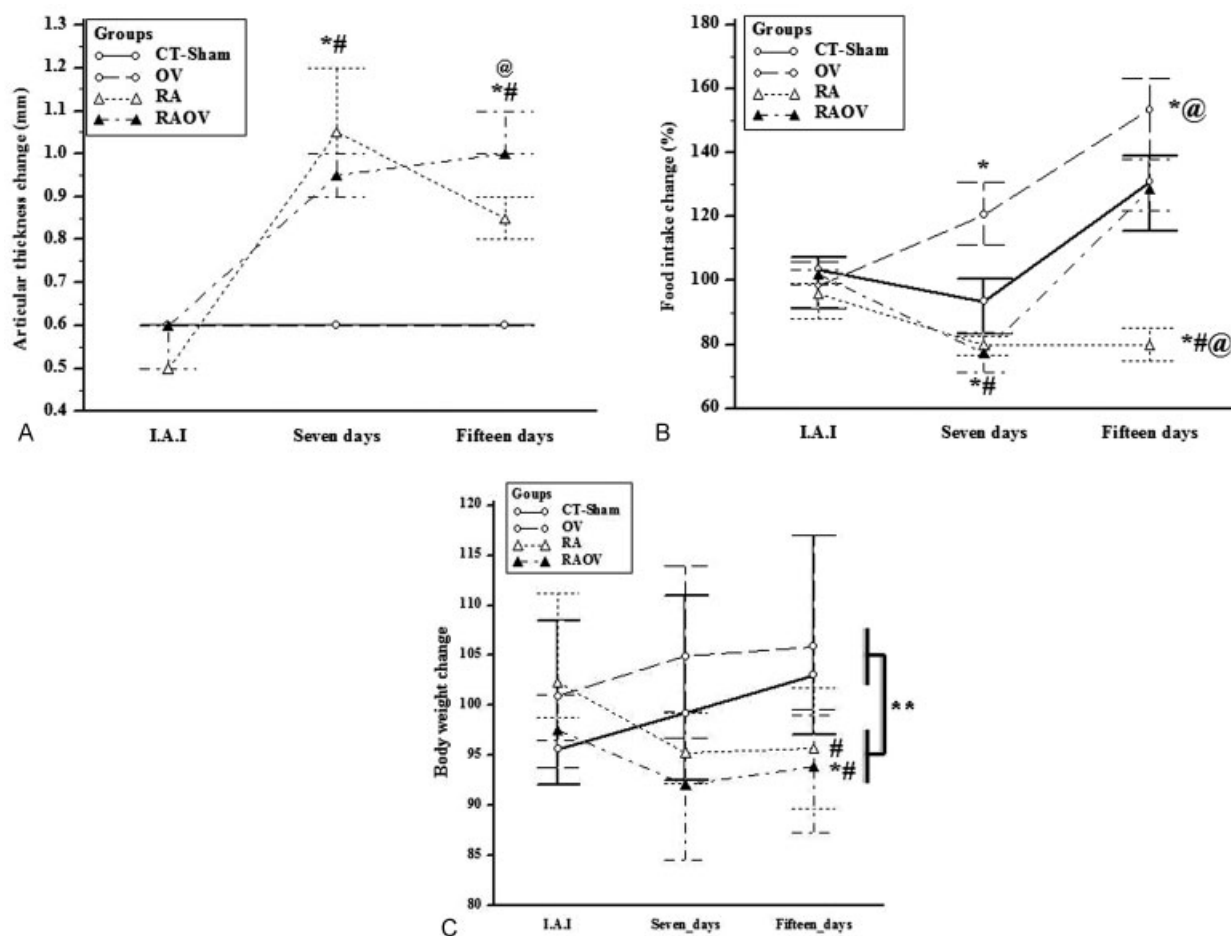 1.3
1.2
1.1
1.0
0.9
0.8
0.7
0.6
0.5
0.4
Articular thickness change (mm)
Groups
CT-Sham
OV
RA
RAOV
*#
@
*#
I.A.I
Seven days
Fifteen days
A
180
160
140
120
100
80
60
Food intake change (%)
Groups
CT-Sham
OV
RA
RAOV
*
*@
*#
*#@
I.A.I
Seven days
Fifteen days
B
120
115
110
105
100
95
90
85
80
Body weight change
Goups
CT-Sham
OV
RA
RAOV
#
*#
**
I.A.I
Seven_days
Fifteen_days
C